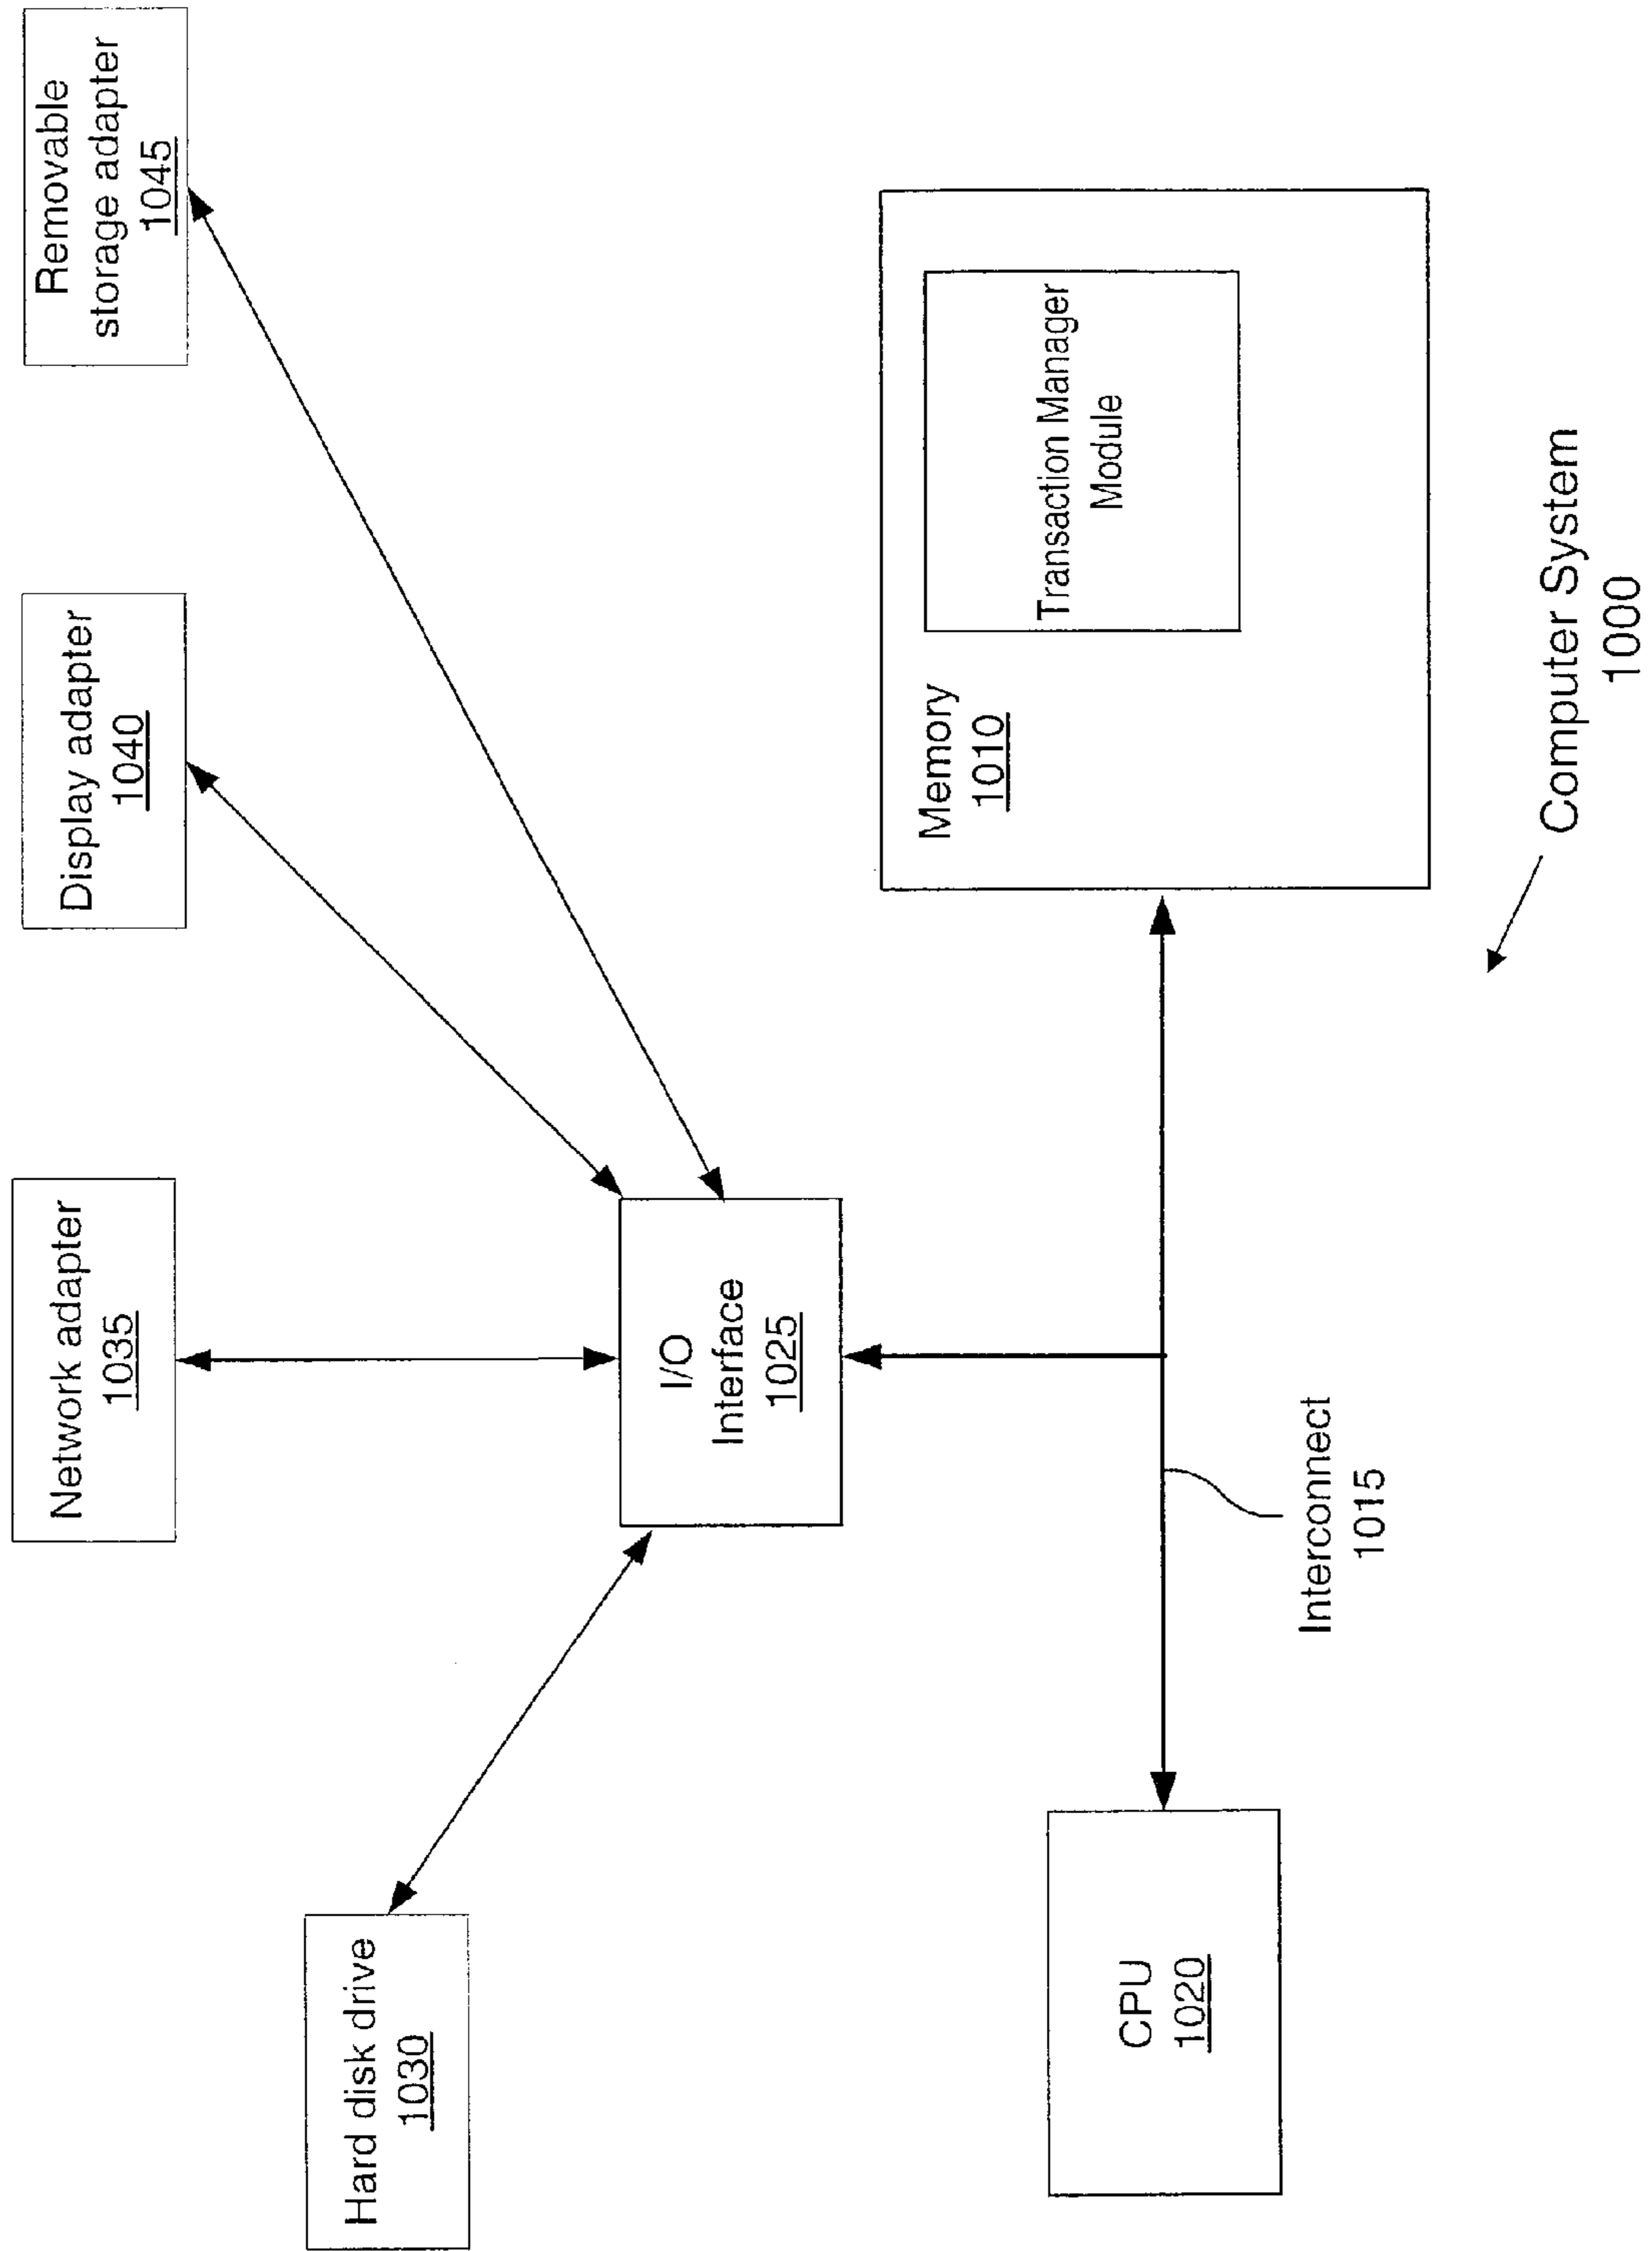 Hard disk drive
1030
Network adapter
1035
Display adapter
1040
Removable
storage adapter
1045
I/O
Interface
1025
CPU
1020
Interconnect
1015
Memory
1010
Transaction Manager
Module
Computer System
1000